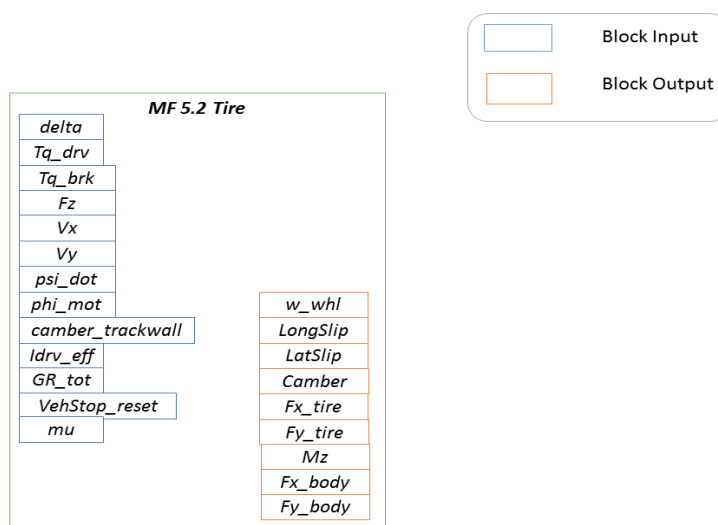 Block Input
Block Output
MF 5.2 Tire
delta
Tq_drv
Tq_brk
Fz
Vx
Vy
psi_dot
phi_mot
camber_trackwall
Idrv_eff
GR_tot
VehStop_reset
mu
w_whl
LongSlip
LatSlip
Camber
Fx_tire
Fy_tire
Mz
Fx_body
Fy_body